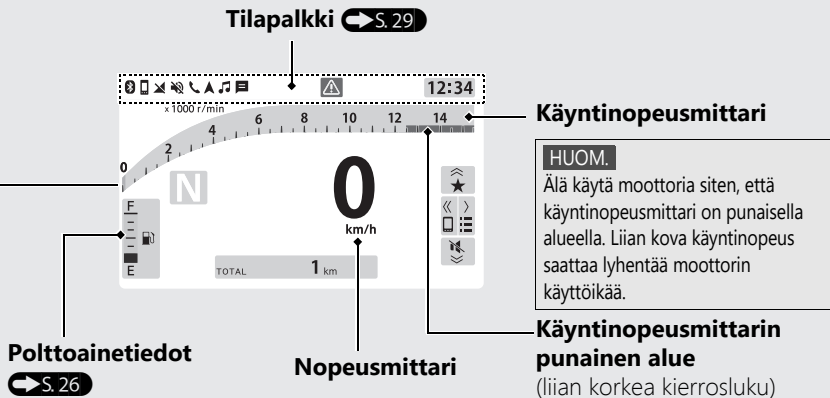 Tilapalkki S. 29
12:34
x 1000 r/min
0 2 4 6 8 10 12 14
N
0
km/h
F
E
TOTAL 1 km
Käyntinopeusmittari
HUOM.
Älä käytä moottoria siten, että
käyntinopeusmittari on punaisella
alueella. Liian kova käyntinopeus
saattaa lyhentää moottorin
käyttöikää.
Käyntinopeusmittarin
punainen alue
(liian korkea kierrosluku)
Polttoainetiedot
S. 26
Nopeusmittari